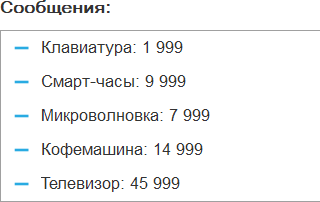 Сообщения:
Клавиатура: 1 999
Смарт-часы: 9 999
Микроволновка: 7 999
Кофемашина: 14 999
Телевизор: 45 999